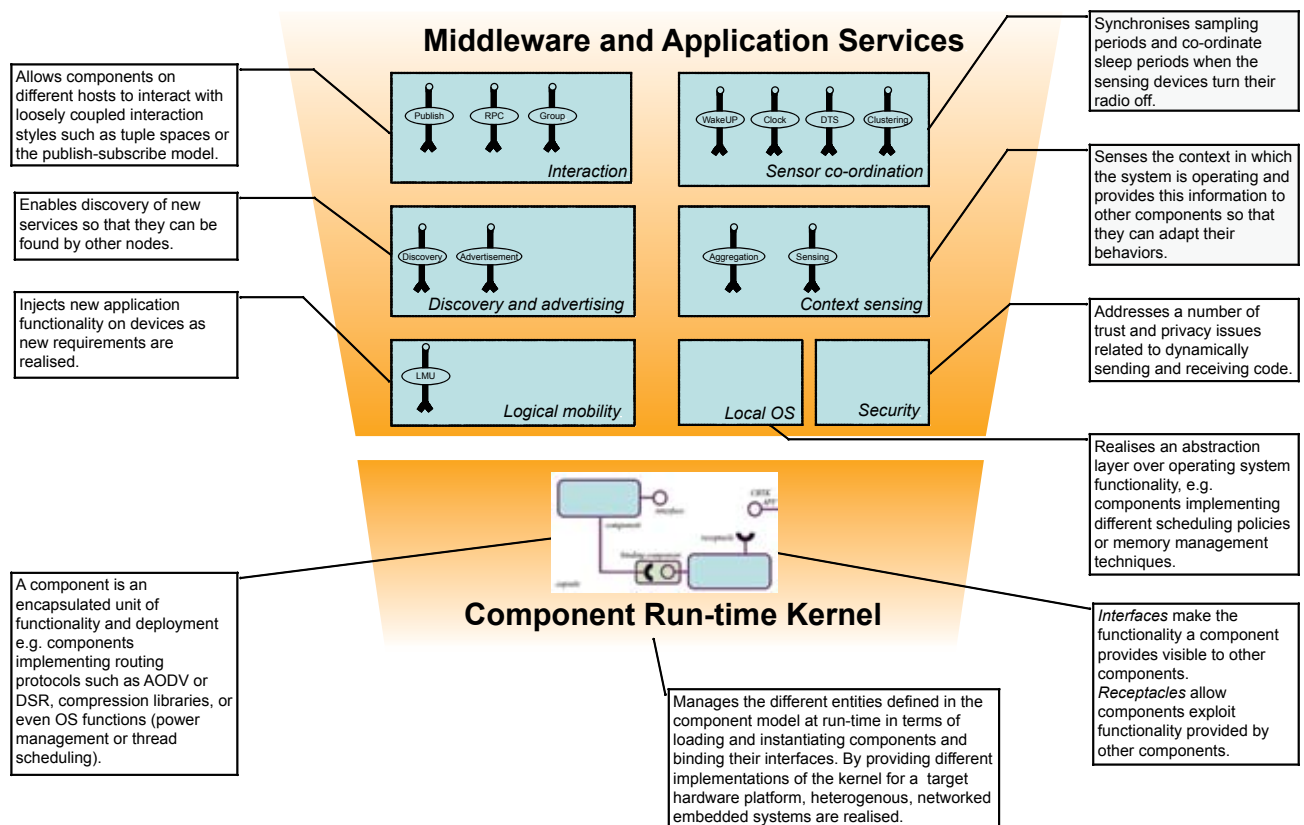 Middleware and Application Services
Allows components on
different hosts to interact with
loosely coupled interaction
styles such as tuple spaces or
the publish-subscribe model.
Publish
RPC
Group
Interaction
WakeUP
Clock
DTS
Clustering
Sensor co-ordination
Synchronises sampling
periods and co-ordinate
sleep periods when the
sensing devices turn their
radio off.
Enables discovery of new
services so that they can be
found by other nodes.
Discovery
Advertisement
Discovery and advertising
Aggregation
Sensing
Context sensing
Senses the context in which
the system is operating and
provides this information to
other components so that
they can adapt their
behaviors.
Injects new application
functionality on devices as
new requirements are
realised.
LMU
Logical mobility
Local OS
Security
Addresses a number of
trust and privacy issues
related to dynamically
sending and receiving code.
Realises an abstraction
layer over operating system
functionality, e.g.
components implementing
different scheduling policies
or memory management
techniques.
interface
component
receptacle
binding component
capsule
CRTK
API
Component Run-time Kernel
A component is an
encapsulated unit of
functionality and deployment
e.g. components
implementing routing
protocols such as AODV or
DSR, compression libraries, or
even OS functions (power
management or thread
scheduling).
Interfaces make the
functionality a component
provides visible to other
components.
Receptacles allow
components exploit
functionality provided by
other components.
Manages the different entities defined in the
component model at run-time in terms of
loading and instantiating components and
binding their interfaces. By providing different
implementations of the kernel for a target
hardware platform, heterogenous, networked
embedded systems are realised.